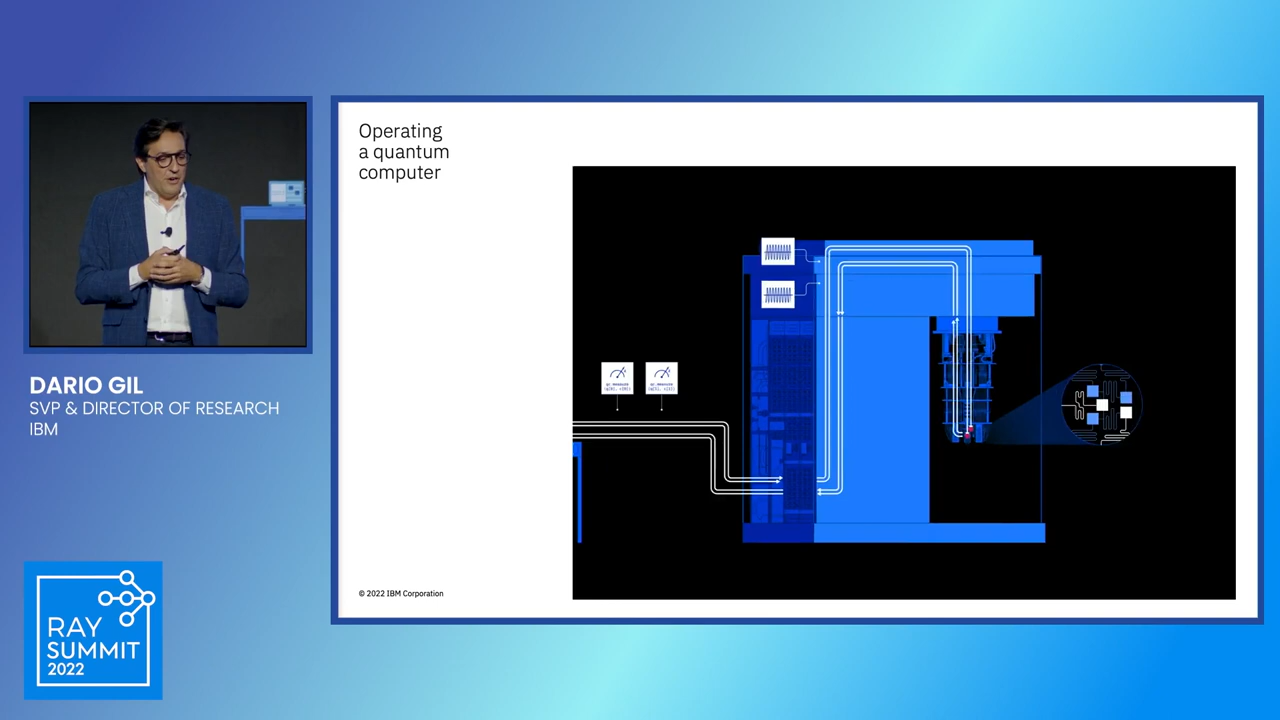 Operating
a quantum
computer
DARIO GIL
SVP & DIRECTOR OF RESEARCH
IBM
© 2022 IBM Corporation
RAY
SUMMIT
2022